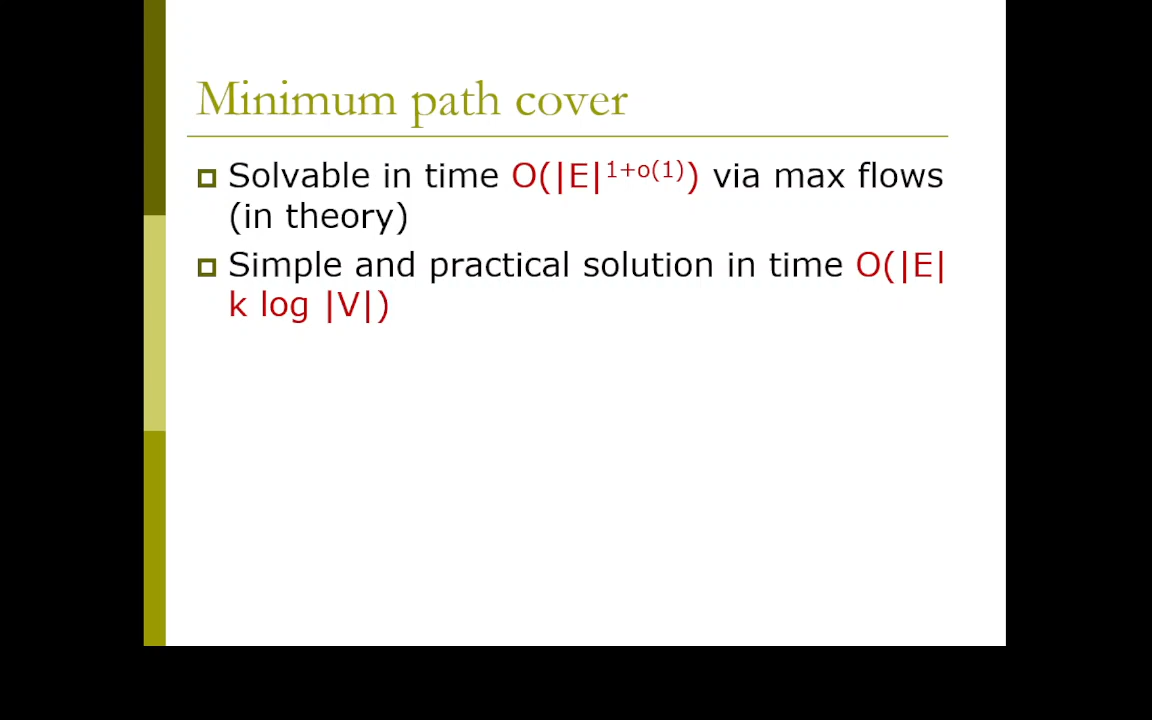 Minimum path cover
Solvable in time O(|E|¹⁺ᵒ⁽¹⁾) via max flows
(in theory)
Simple and practical solution in time O(|E|
k log |V|)